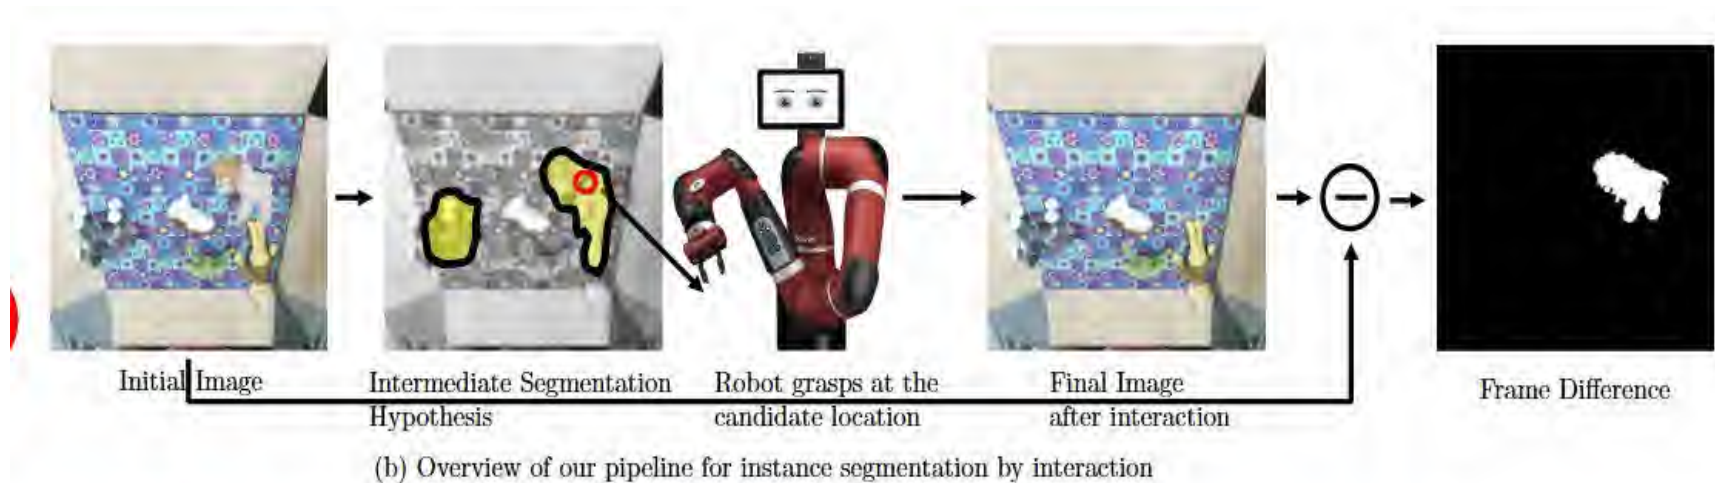 Initial Image
Intermediate Segmentation
Hypothesis
Robot grasps at the
candidate location
Final Image
after interaction
Frame Difference
(b) Overview of our pipeline for instance segmentation by interaction